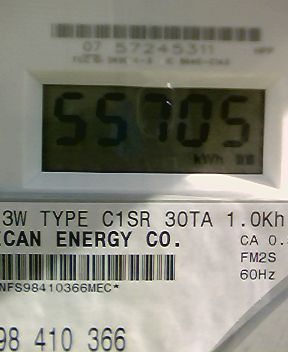 07 57245311
55705
kWh
3W TYPE C1SR 30TA 1.0Kh
ICAN ENERGY CO.
CA 0.
FM2S
60Hz
NFS98410366MEC*
98 410 366